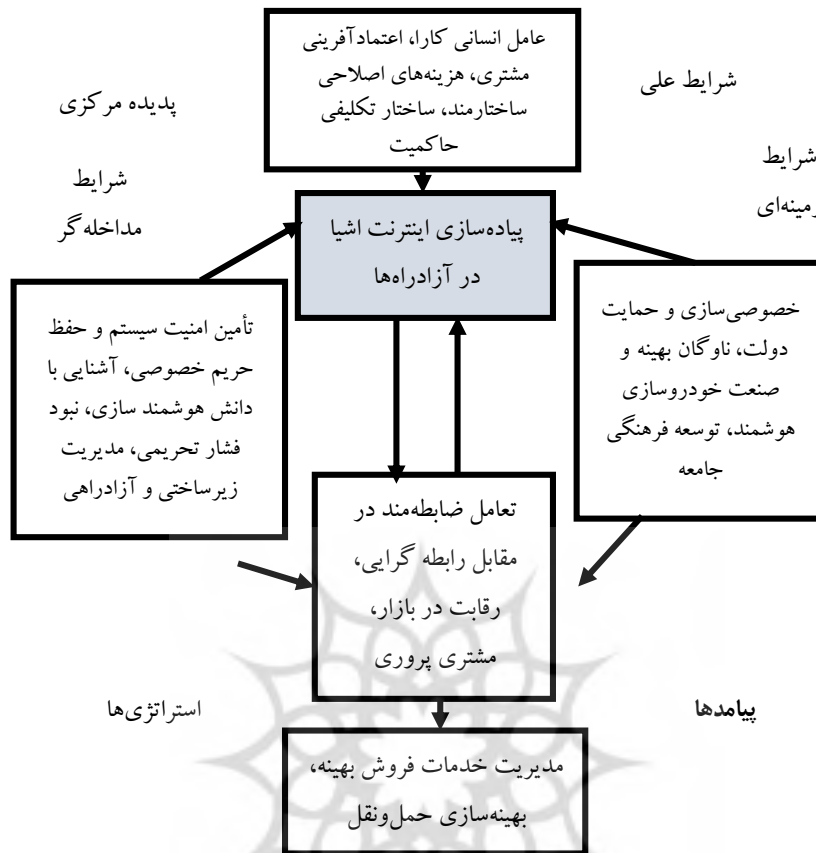 عامل انسانی کارا، اعتمادآفرینی
مشتری، هزینه‌های اصلاحی
ساختارمند، ساختار تکلیفی
حاکمیت
شرایط علی
پدیده مرکزی
شرایط
زمینه‌ای
شرایط
مداخله‌گر
پیاده‌سازی اینترنت اشیا
در آزادراه‌ها
خصوصی‌سازی و حمایت
دولت، ناوگان بهینه و
صنعت خودروسازی
هوشمند، توسعه فرهنگی
جامعه
تأمین امنیت سیستم و حفظ
حریم خصوصی، آشنایی با
دانش هوشمند سازی، نبود
فشار تحریمی، مدیریت
زیرساختی و آزادراهی
تعامل ضابطه‌مند در
مقابل رابطه گرایی،
رقابت در بازار،
مشتری پروری
پیامدها
استراتژی‌ها
مدیریت خدمات فروش بهینه،
بهینه‌سازی حمل‌ونقل